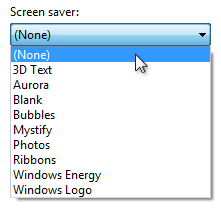 Screen saver:
(None)
(None)
3D Text
Aurora
Blank
Bubbles
Mystify
Photos
Ribbons
Windows Energy
Windows Logo